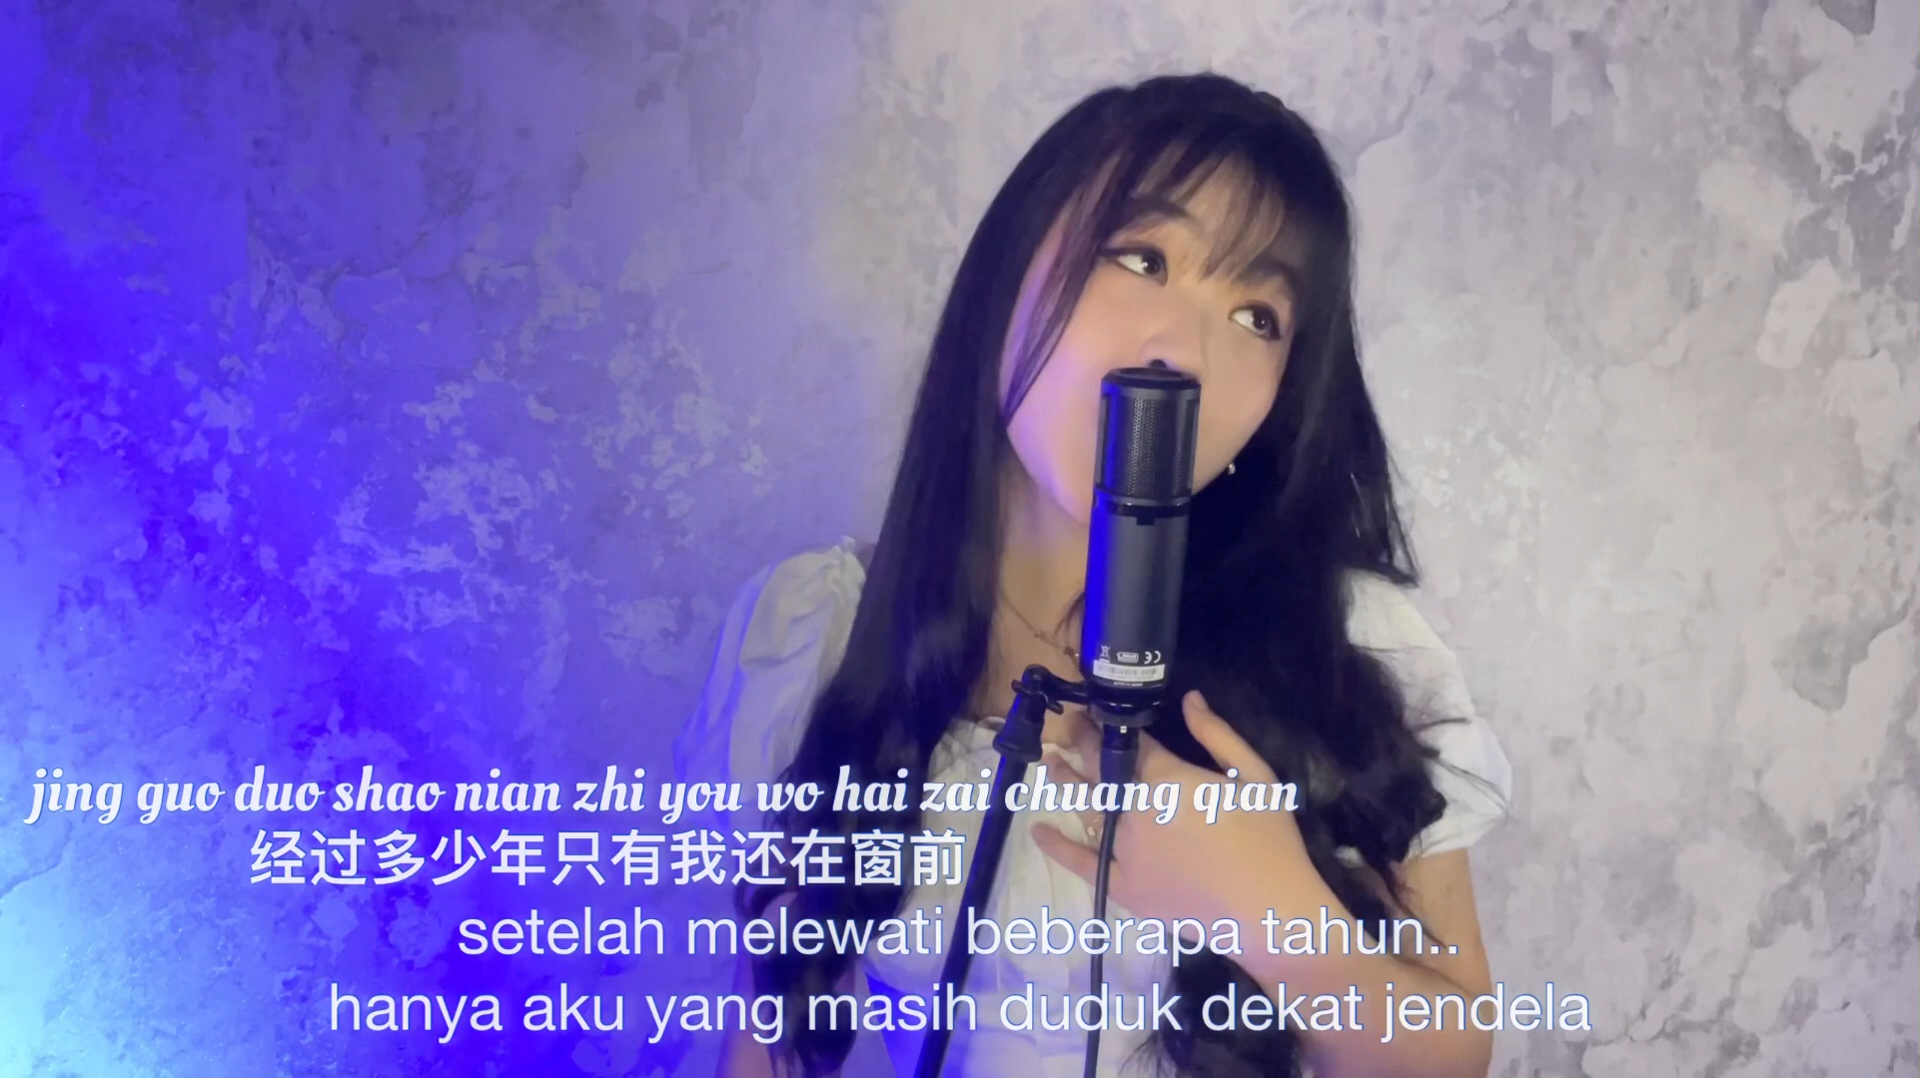 jing guo duo shao nian zhi you wo hai zai chuang qian
经过多少年只有我还在窗前
setelah melewati beberapa tahun..
hanya aku yang masih duduk dekat jendela